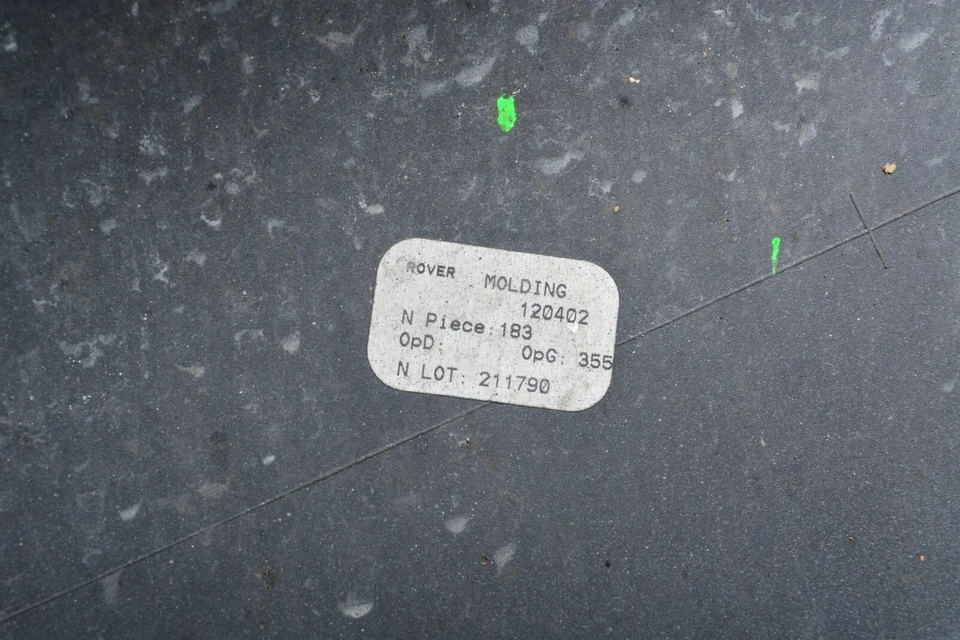 ROVER MOLDING
120402
N Piece:183
OpD: OpG: 355
N LOT: 211790